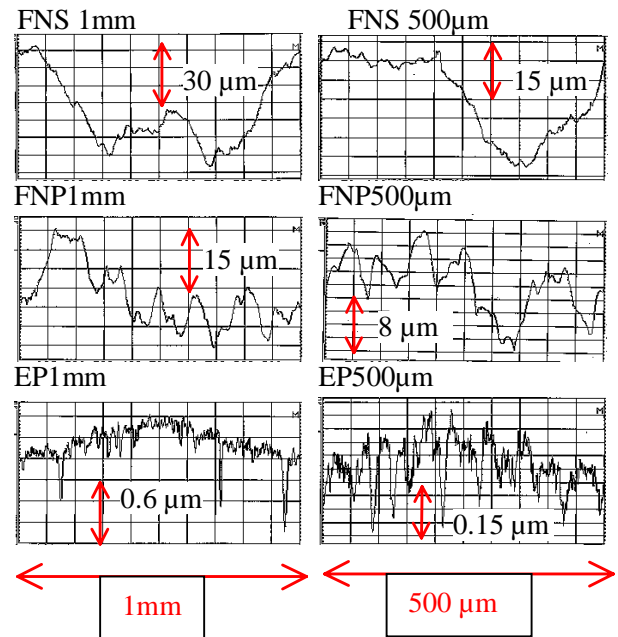 FNS 1mm
FNS 500µm
M
30 µm
15 µm
FNP1mm
FNP500µm
M
M
15 µm
8 µm
EP1mm
EP500µm
M
M
0.6 µm
0.15 µm
1mm
500 µm